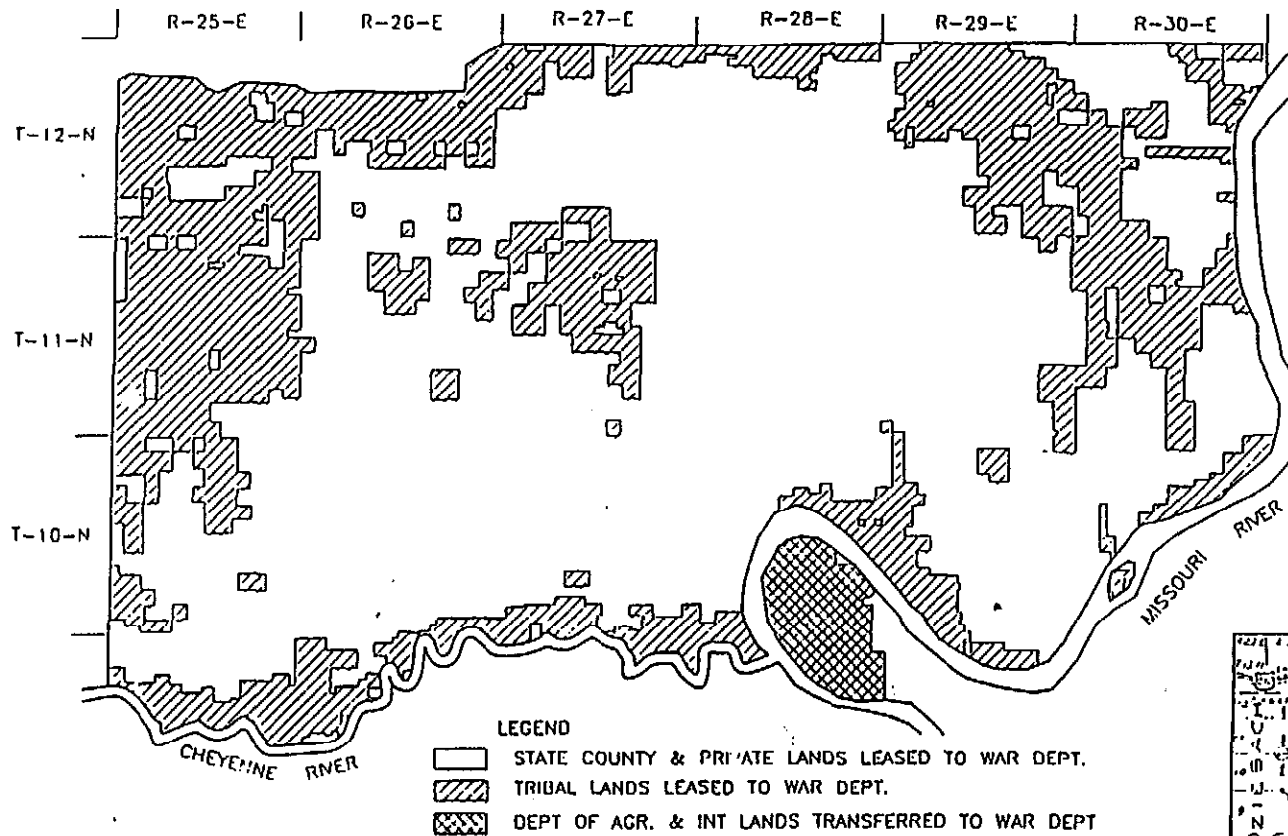 R-25-E
R-26-E
R-27-E
R-28-E
R-29-E
R-30-E
T-12-N
T-11-N
T-10-N
MISSOURI RIVER
CHEYENNE RIVER
LEGEND
STATE COUNTY & PRIVATE LANDS LEASED TO WAR DEPT.
TRIBAL LANDS LEASED TO WAR DEPT.
DEPT OF AGR. & INT LANDS TRANSFERRED TO WAR DEPT